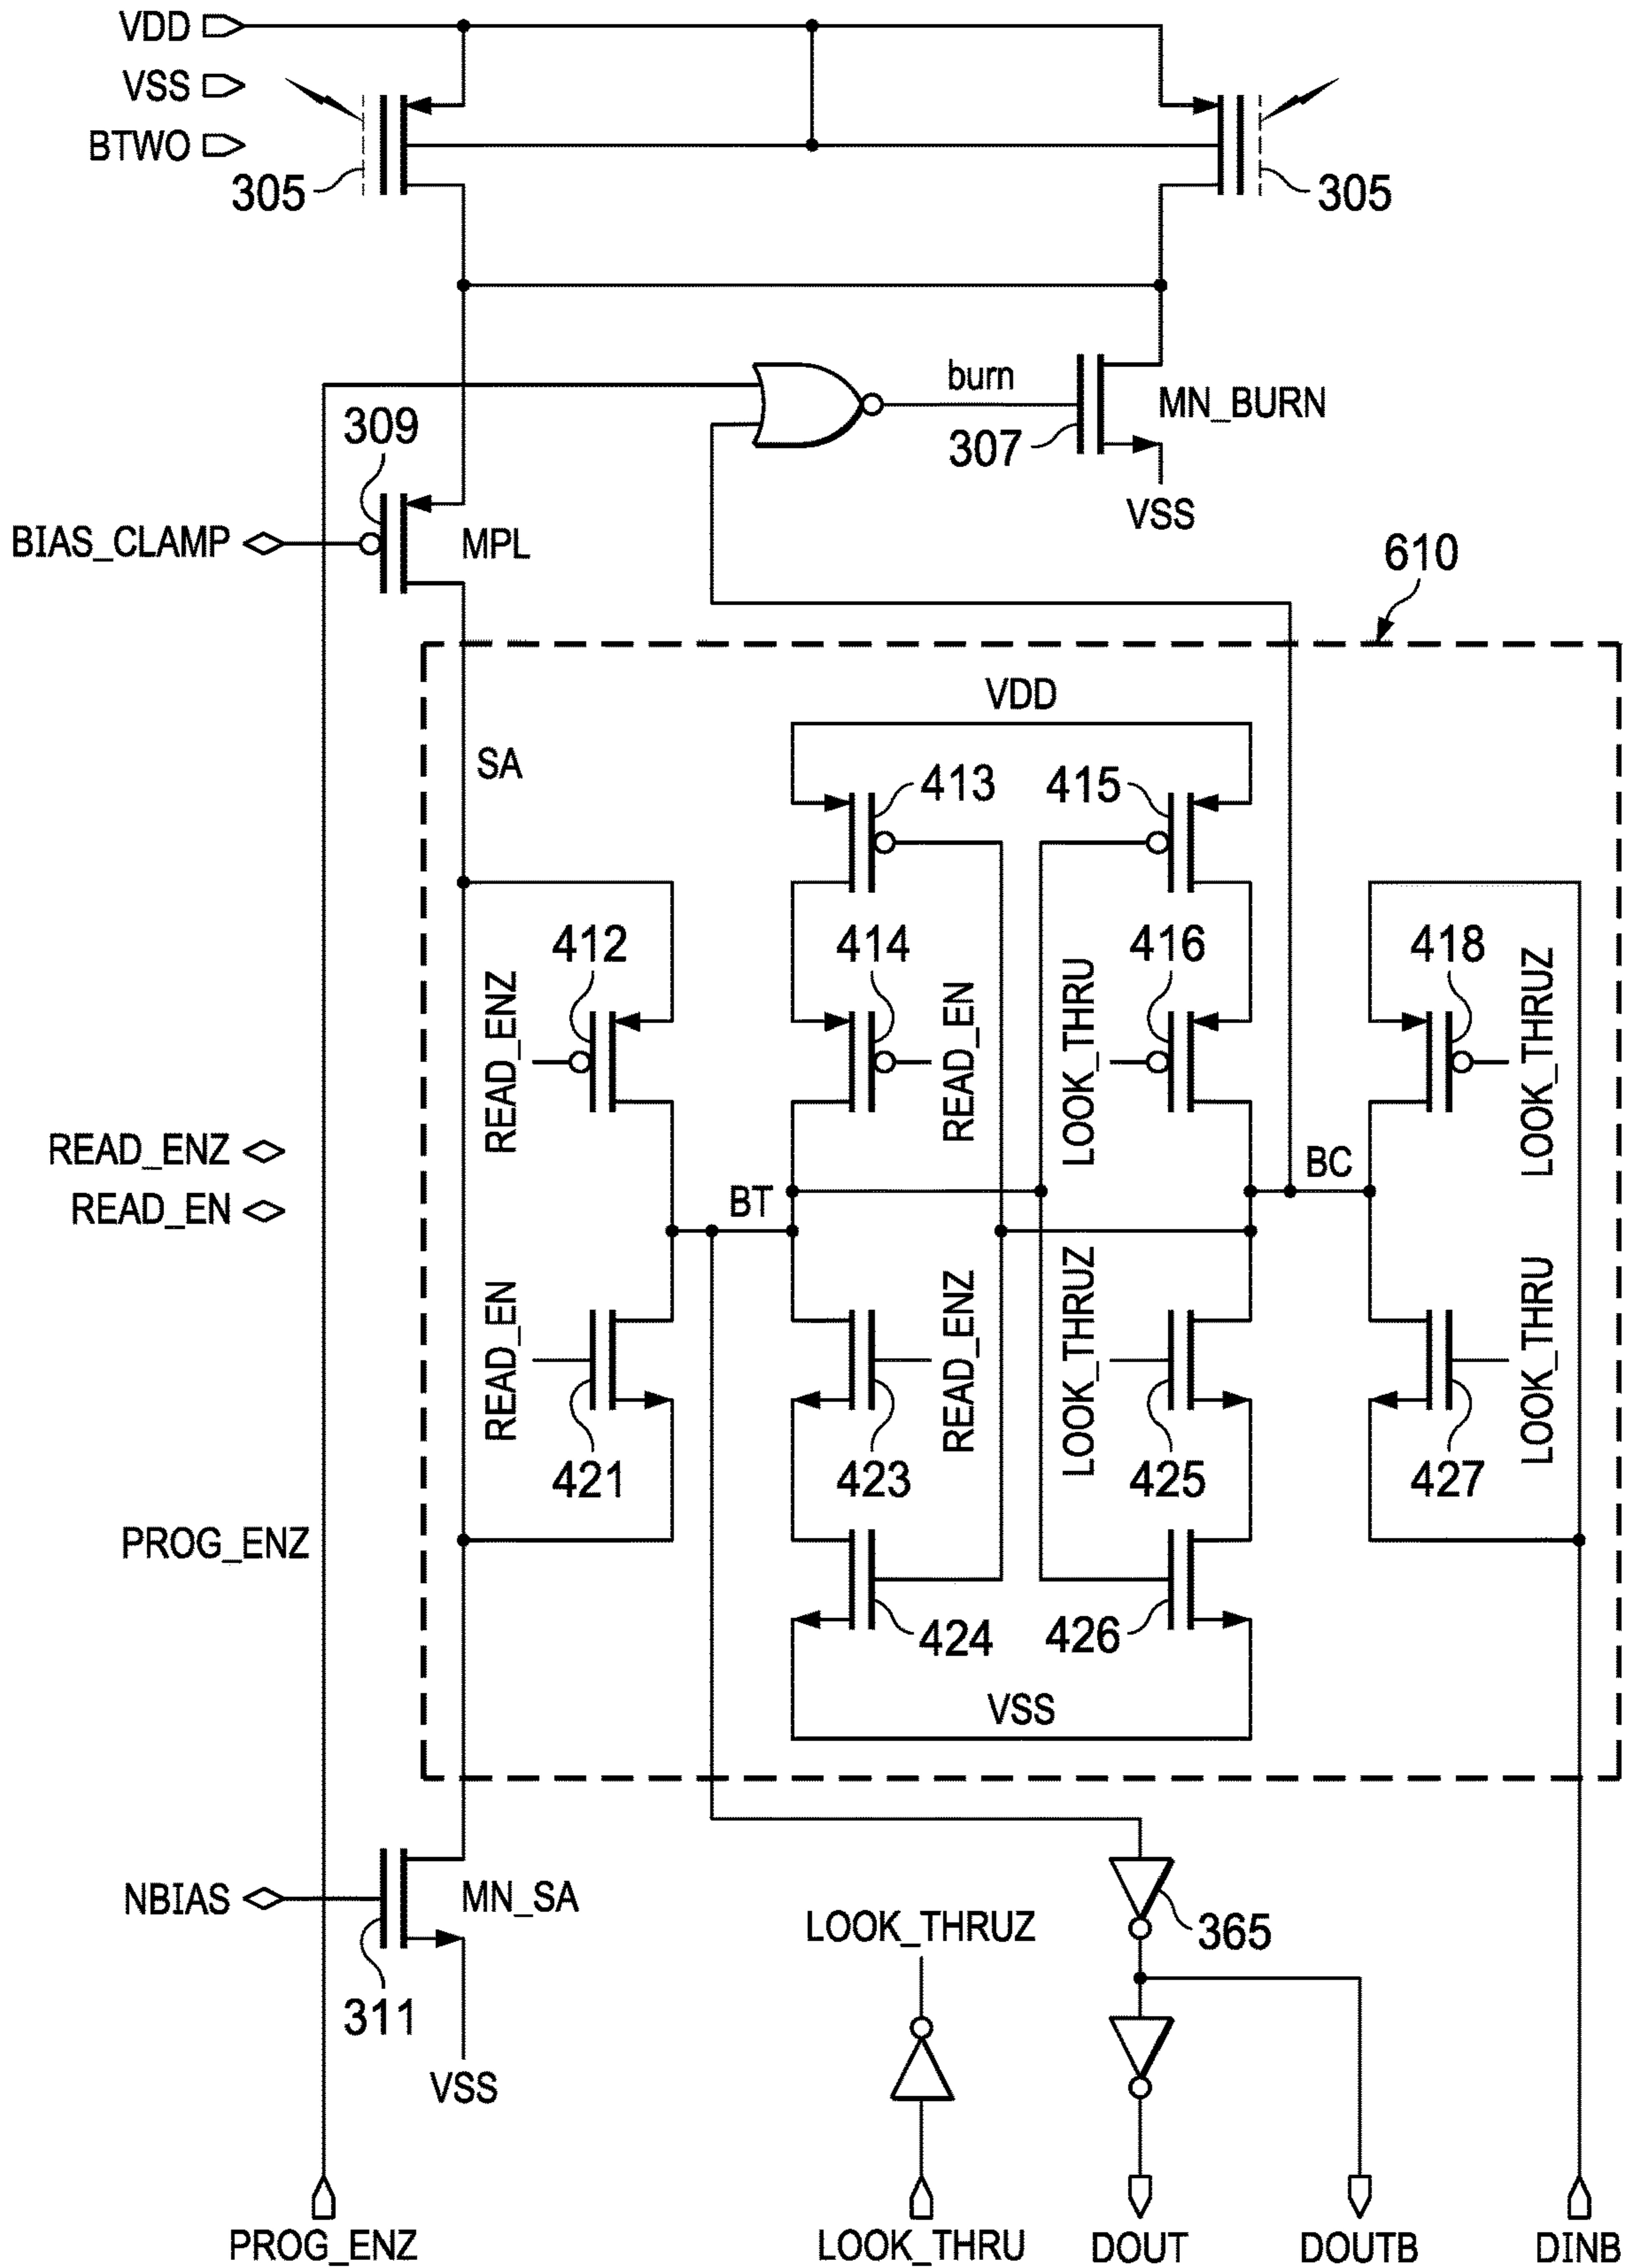 VDD
VSS
BTWO
305
305
burn
MN_BURN
307
VSS
309
BIAS_CLAMP
MPL
610
VDD
SA
413
415
412
414
416
418
READ_ENZ
READ_EN
LOOK_THRU
LOOK_THRUZ
READ_ENZ
READ_EN
BT
BC
READ_EN
READ_ENZ
LOOK_THRUZ
LOOK_THRU
421
423
425
427
PROG_ENZ
424
426
VSS
NBIAS
MN_SA
311
VSS
LOOK_THRUZ
365
PROG_ENZ
LOOK_THRU
DOUT
DOUTB
DINB